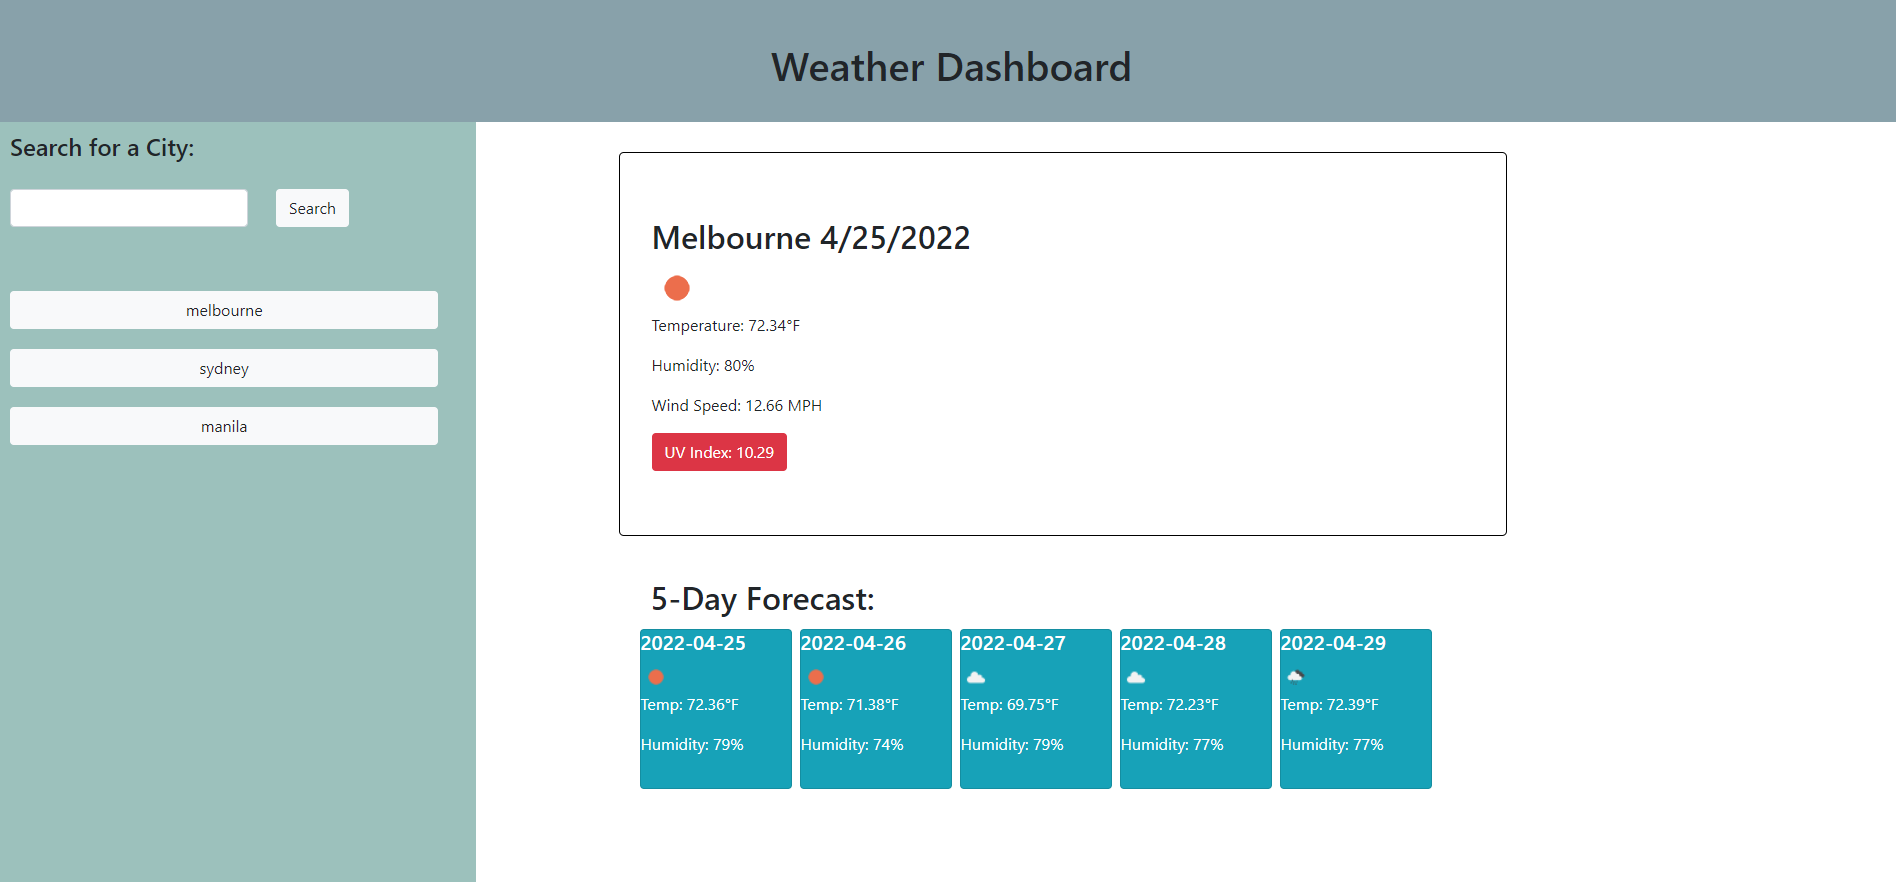 Weather Dashboard
Search for a City:
Search
melbourne
sydney
manila
Melbourne 4/25/2022
Temperature: 72.34°F
Humidity: 80%
Wind Speed: 12.66 MPH
UV Index: 10.29
5-Day Forecast:
2022-04-25
Temp: 72.36°F
Humidity: 79%
2022-04-26
Temp: 71.38°F
Humidity: 74%
2022-04-27
Temp: 69.75°F
Humidity: 79%
2022-04-28
Temp: 72.23°F
Humidity: 77%
2022-04-29
Temp: 72.39°F
Humidity: 77%